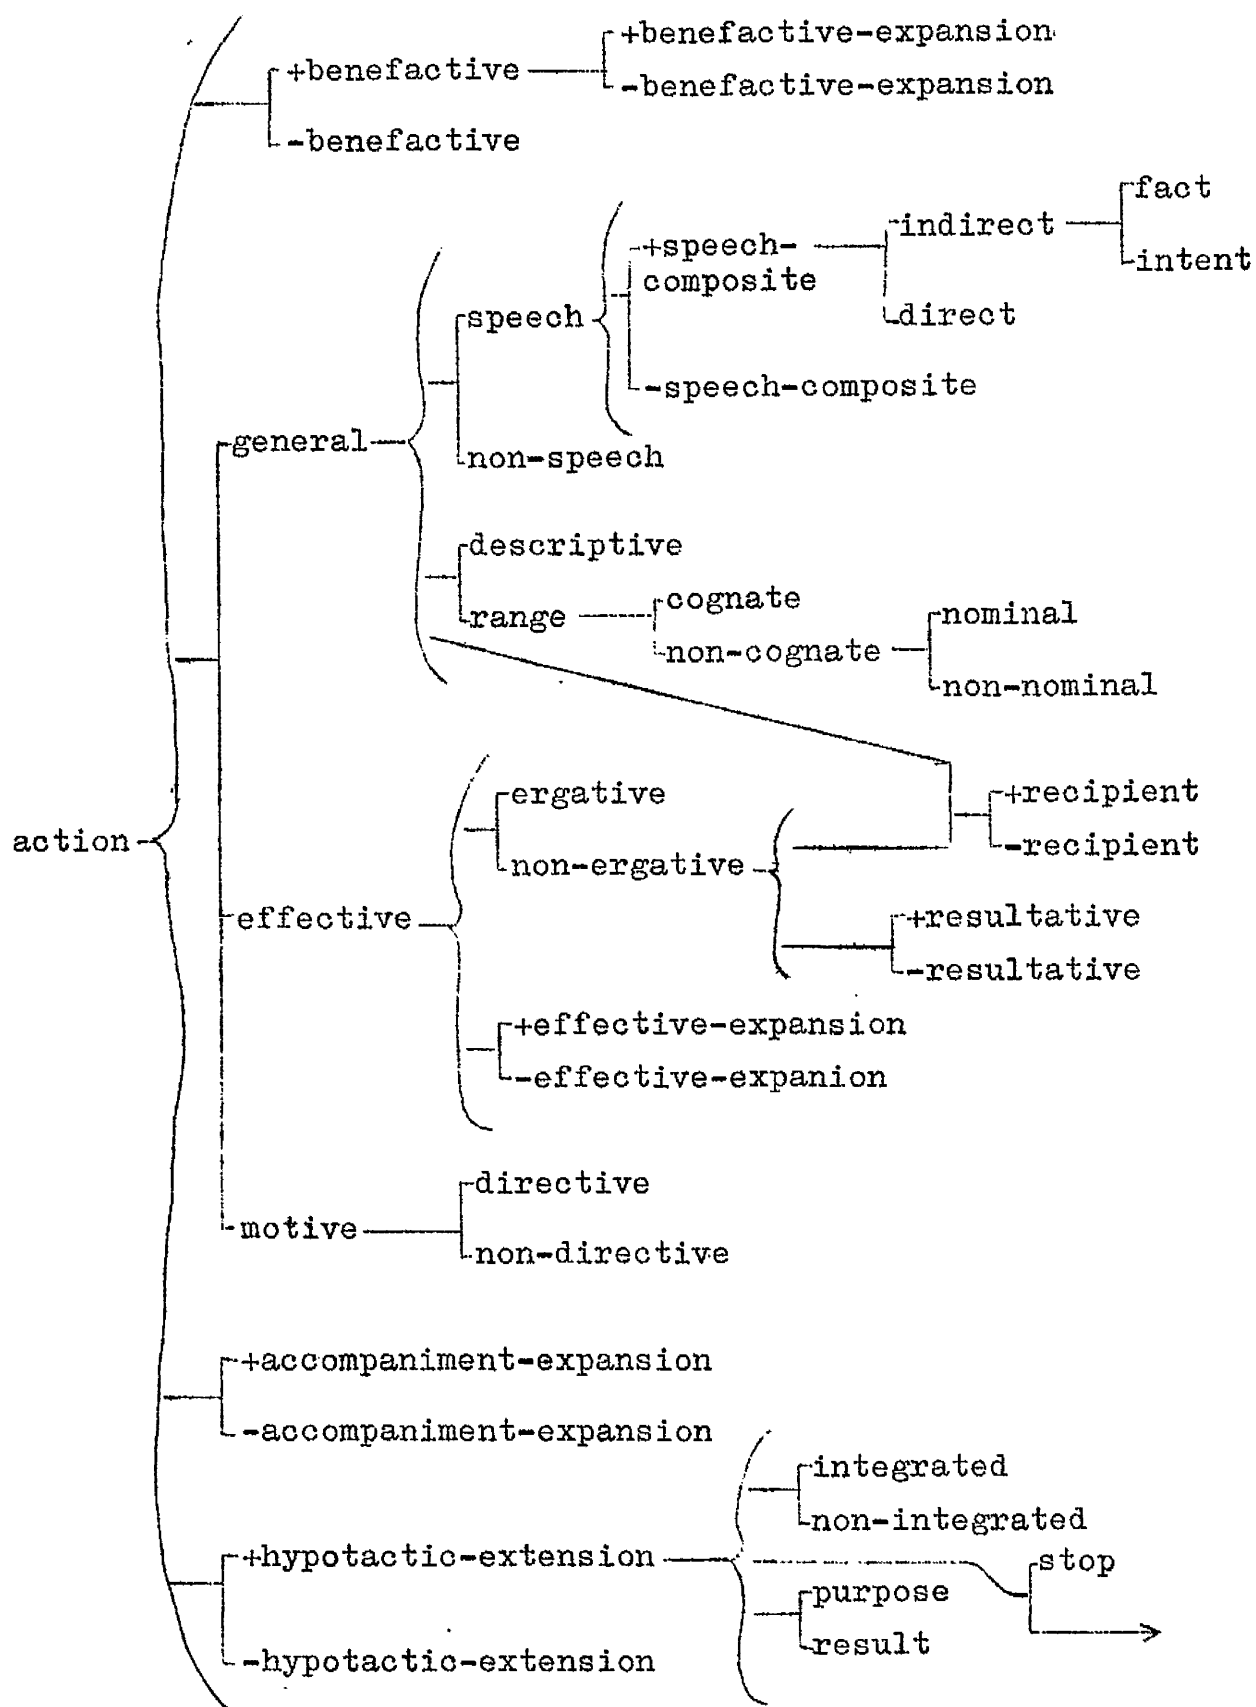 +benefactive-expansion
+benefactive
-benefactive-expansion
-benefactive
fact
indirect
+speech-
composite
intent
speech
direct
-speech-composite
general
non-speech
descriptive
cognate
range
nominal
non-cognate
non-nominal
ergative
+recipient
action
-recipient
non-ergative
effective
+resultative
-resultative
+effective-expansion
-effective-expanion
directive
motive
non-directive
+accompaniment-expansion
-accompaniment-expansion
integrated
non-integrated
+hypotactic-extension
stop
purpose
result
-hypotactic-extension